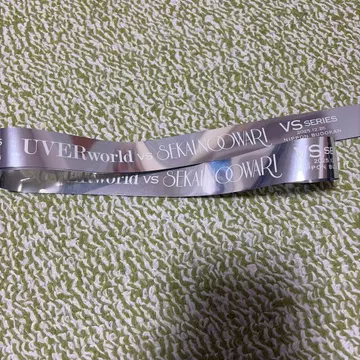 UVERworld vs SEKAI NO OWARI VS SERIES
NIPPON BUDOKAN
UVERworld vs SEKAI NO OWARI